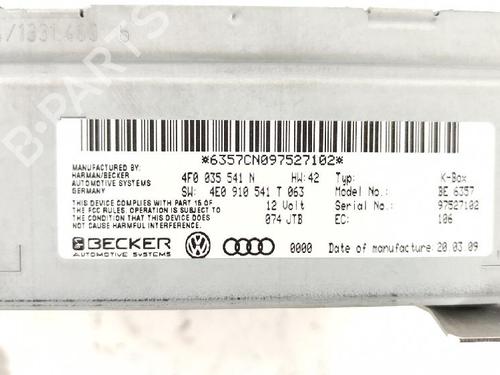 *6357CN097527102*
MANUFACTURED BY:
HARMAN/BECKER
AUTOMOTIVE SYSTEMS
GERMANY
4F0 035 541 N HW: 42 Typ: K-Box
SW: 4E0 910 541 T 063 Model No.: BE 6357
THIS DEVICE COMPLIES WITH PART 15 OF
THE FCC RULES. OPERATION IS SUBJECT TO
THE CONDITION THAT THIS DEVICE DOES
NOT CAUSE HARMFUL INTERFERENCE.
12 Volt Serial No.: 97527102
074 JTB EC: 106
BECKER
AUTOMOTIVE SYSTEMS
0000 Date of manufacture: 20.03.09
B-Parts